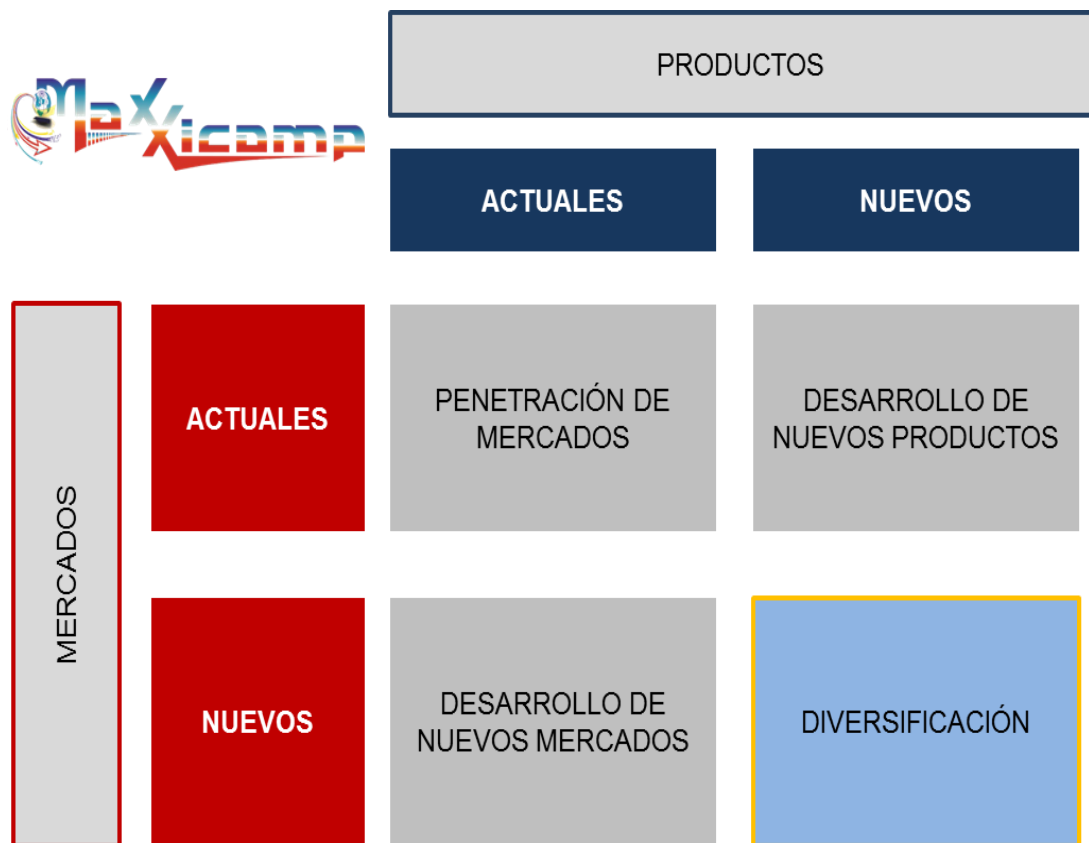 PRODUCTOS
Maxxicamp
ACTUALES
NUEVOS
MERCADOS
ACTUALES
PENETRACIÓN DE
MERCADOS
DESARROLLO DE
NUEVOS PRODUCTOS
NUEVOS
DESARROLLO DE
NUEVOS MERCADOS
DIVERSIFICACIÓN